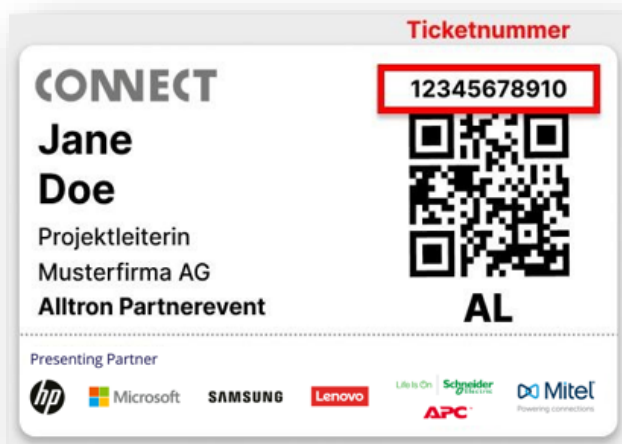 Ticketnummer
CONNECT
12345678910
Jane
Doe
Projektleiterin
Musterfirma AG
Alltron Partnerevent
AL
Presenting Partner
hp
Microsoft
SAMSUNG
Lenovo
Life Is On
Schneider
Electric
APC
Mitel
Powering connections